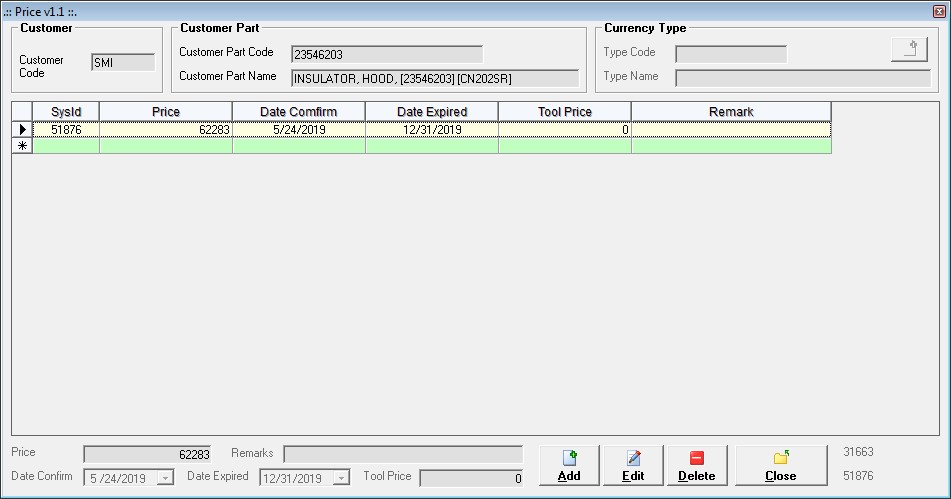 .:: Price v1.1 ::.
Customer
Customer Code
SMI
Customer Part
Customer Part Code
23546203
Customer Part Name
INSULATOR, HOOD, [23546203] [CN202SR]
Currency Type
Type Code
Type Name
SysId Price Date Comfirm Date Expired Tool Price Remark
51876 62283 5/24/2019 12/31/2019 0
Price 62283 Remarks
Date Comfirm 5 /24/2019 Date Expired 12/31/2019 Tool Price 0
Add Edit Delete Close
31663
51876